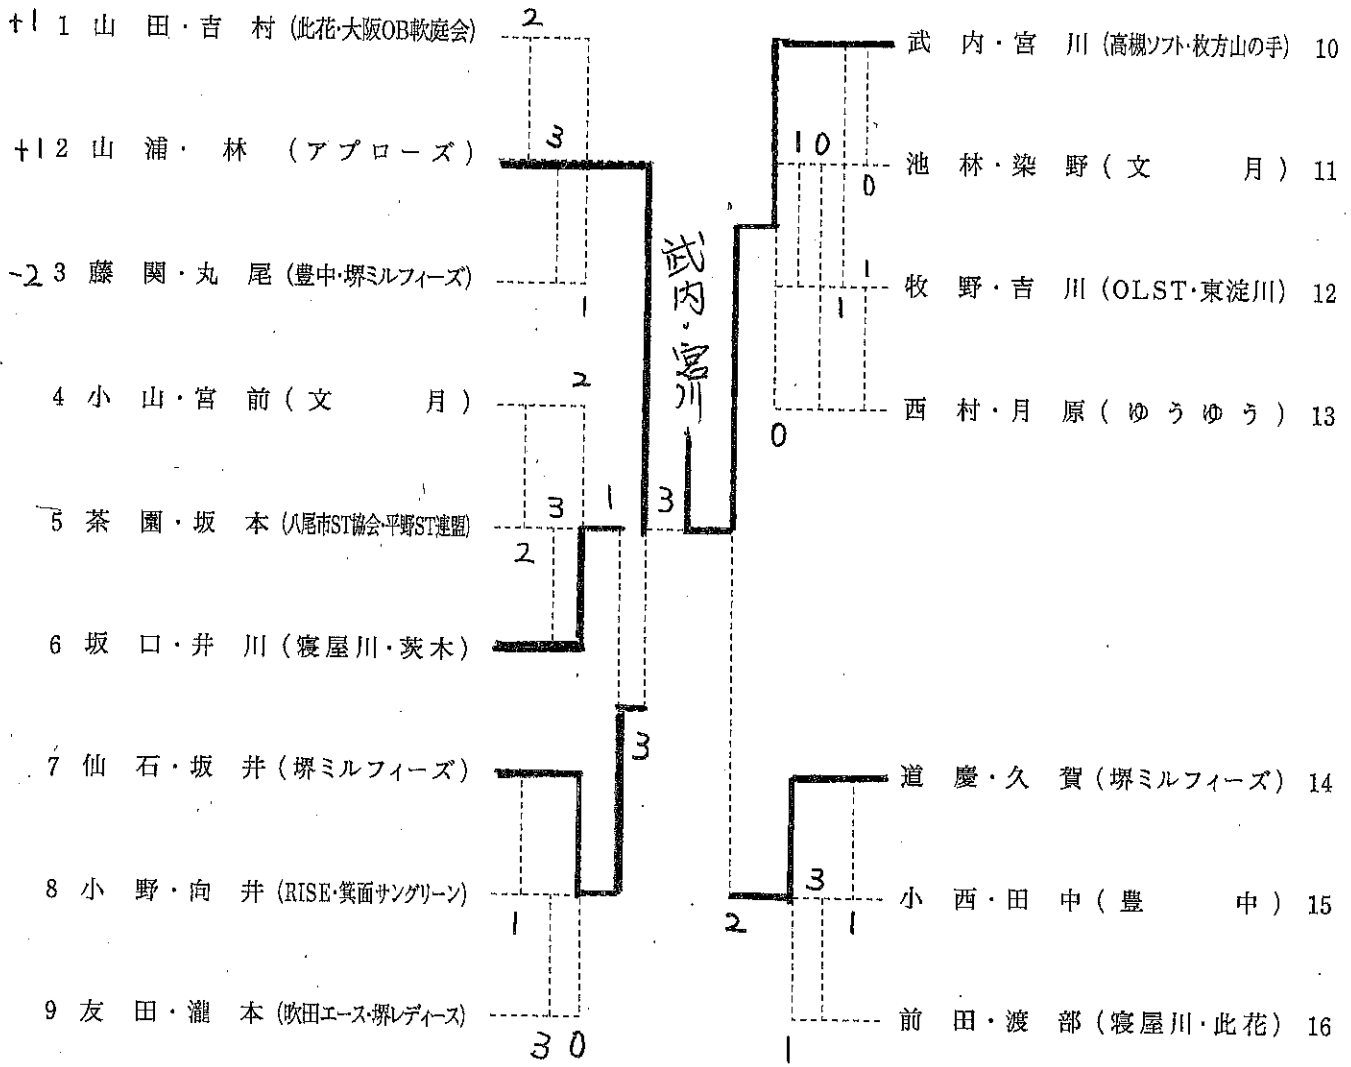 +1 1 山田・吉村 (此花・大阪OB軟庭会)
2
+1 2 山浦・林 (アプローズ)
3
-2 3 藤関・丸尾 (豊中・堺ミルフィーズ)
1
4 小山・宮前 (文月)
2
5 茶園・坂本 (八尾市ST協会・平野ST連盟)
2 3 1 3
6 坂口・井川 (寝屋川・茨木)
7 仙石・坂井 (堺ミルフィーズ)
3
8 小野・向井 (RISE・箕面サングリーン)
1
9 友田・瀧本 (吹田エース・堺レディース)
3 0
武内・宮川
武内・宮川 (高槻ソフト・枚方山の手) 10
1 0
池林・染野 (文月) 11
0
牧野・吉川 (OLST・東淀川) 12
1 1
西村・月原 (ゆうゆう) 13
0
道慶・久賀 (堺ミルフィーズ) 14
3
小西・田中 (豊中) 15
2 1
前田・渡部 (寝屋川・此花) 16
1